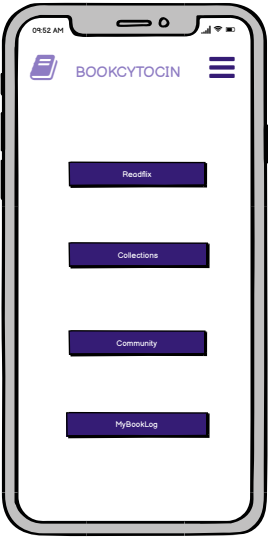 09:52 AM
BOOKCYTOCIN
Readflix
Collections
Community
MyBookLog